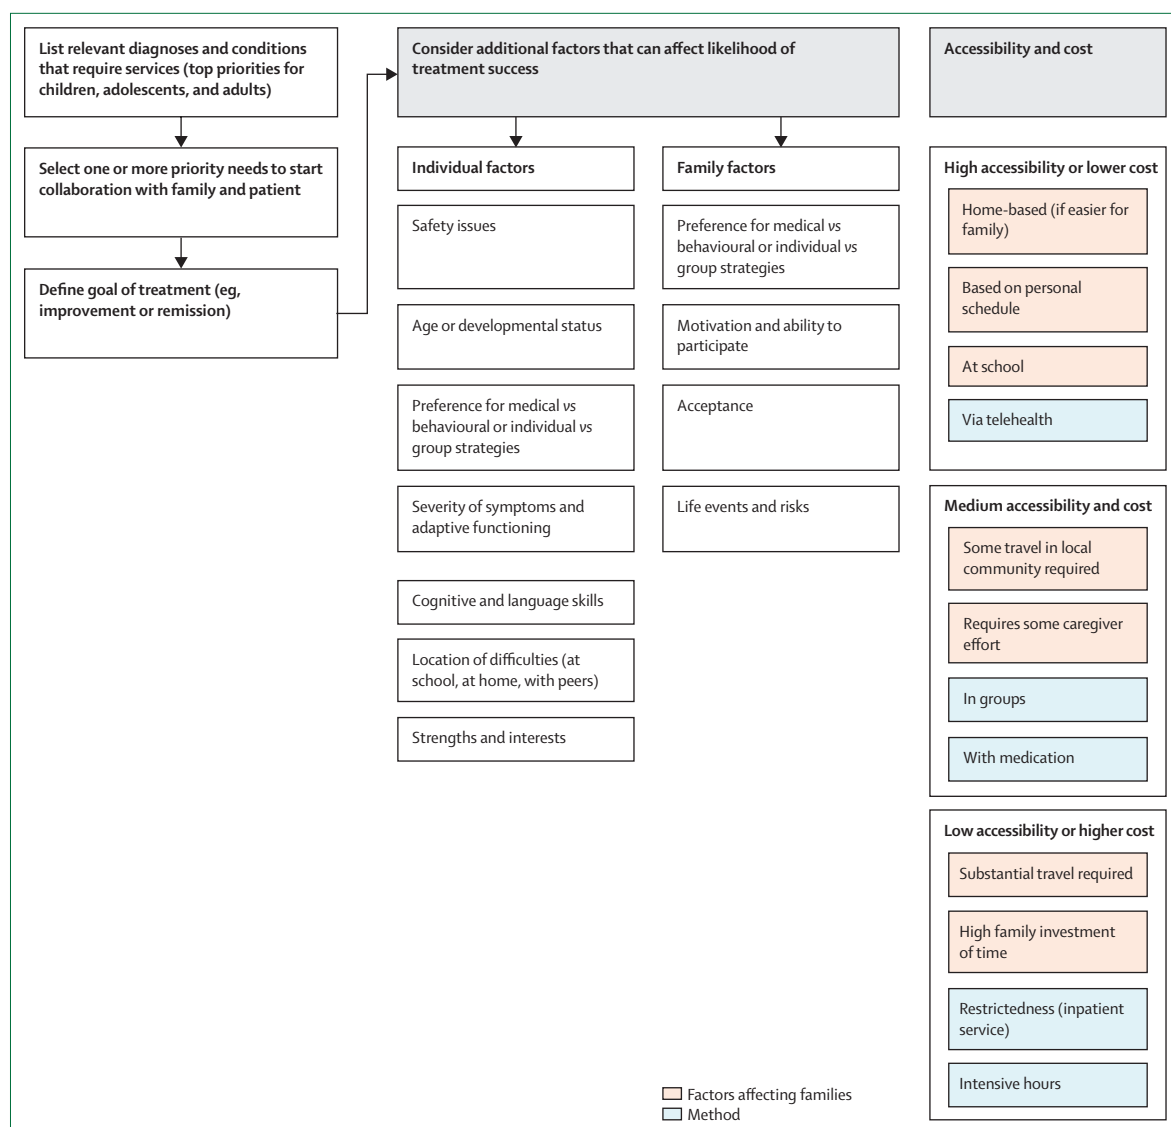 List relevant diagnoses and conditions
that require services (top priorities for
children, adolescents, and adults)
Select one or more priority needs to start
collaboration with family and patient
Define goal of treatment (eg,
improvement or remission)
Consider additional factors that can affect likelihood of
treatment success
Individual factors
Safety issues
Age or developmental status
Preference for medical vs
behavioural or individual vs
group strategies
Severity of symptoms and
adaptive functioning
Cognitive and language skills
Location of difficulties (at
school, at home, with peers)
Strengths and interests
Family factors
Preference for medical vs
behavioural or individual vs
group strategies
Motivation and ability to
participate
Acceptance
Life events and risks
Accessibility and cost
High accessibility or lower cost
Home-based (if easier for
family)
Based on personal
schedule
At school
Via telehealth
Medium accessibility and cost
Some travel in local
community required
Requires some caregiver
effort
In groups
With medication
Low accessibility or higher cost
Substantial travel required
High family investment
of time
Restrictedness (inpatient
service)
Intensive hours
Factors affecting families
Method